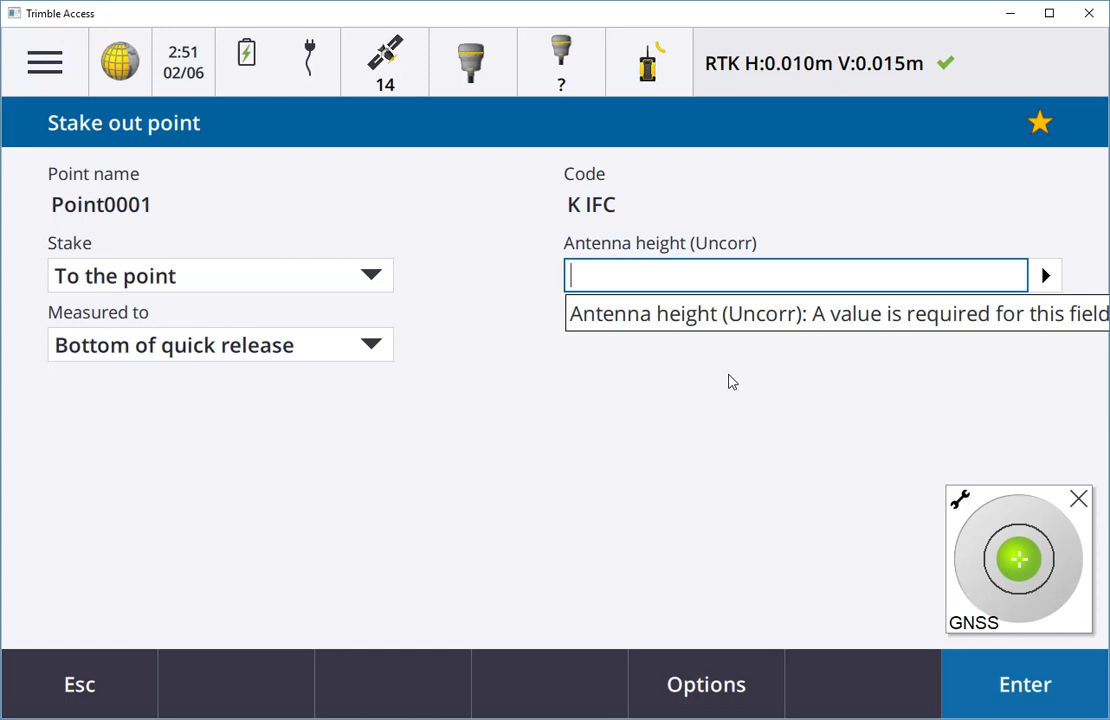 Trimble Access
2:51
02/06
14
?
RTK H:0.010m V:0.015m
Stake out point
Point name
Point0001
Code
K IFC
Stake
To the point
Antenna height (Uncorr)
Antenna height (Uncorr): A value is required for this field
Measured to
Bottom of quick release
GNSS
Esc
Options
Enter